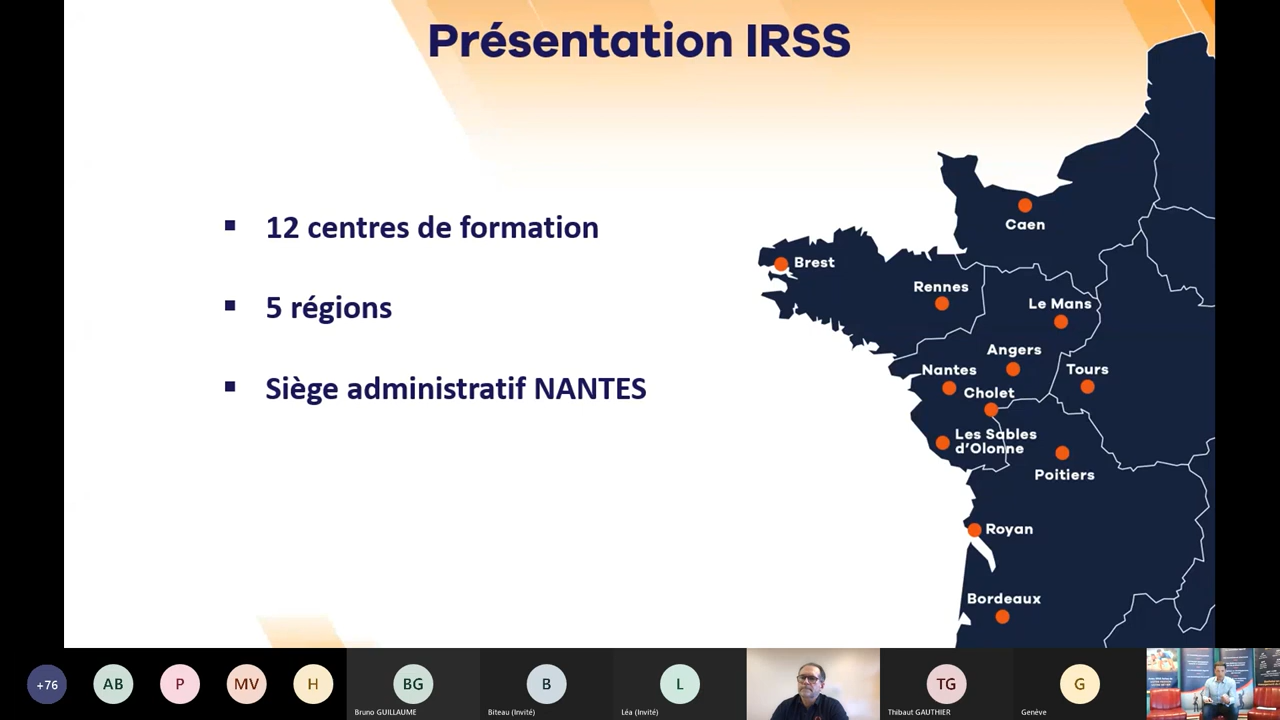 Présentation IRSS
12 centres de formation
5 régions
Siège administratif NANTES
Caen
Brest
Rennes
Le Mans
Angers
Nantes
Tours
Cholet
Les Sables
d'Olonne
Poitiers
Royan
Bordeaux
+76
AB
P
MV
H
BG
Bruno GUILLAUME
B
Biteau (Invité)
L
Léa (Invité)
TG
Thibaut GAUTHIER
G
Genève